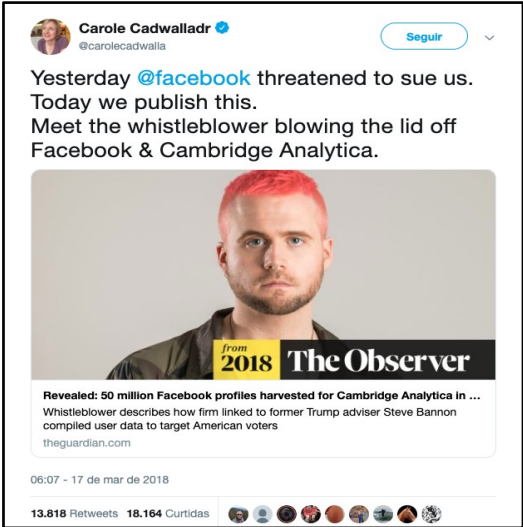 Carole Cadwalladr
@carolecadwalla
Seguir
Yesterday @facebook threatened to sue us.
Today we publish this.
Meet the whistleblower blowing the lid off
Facebook & Cambridge Analytica.
from
2018 The Observer
Revealed: 50 million Facebook profiles harvested for Cambridge Analytica in ...
Whistleblower describes how firm linked to former Trump adviser Steve Bannon
compiled user data to target American voters
theguardian.com
06:07 - 17 de mar de 2018
13.818 Retweets 18.164 Curtidas